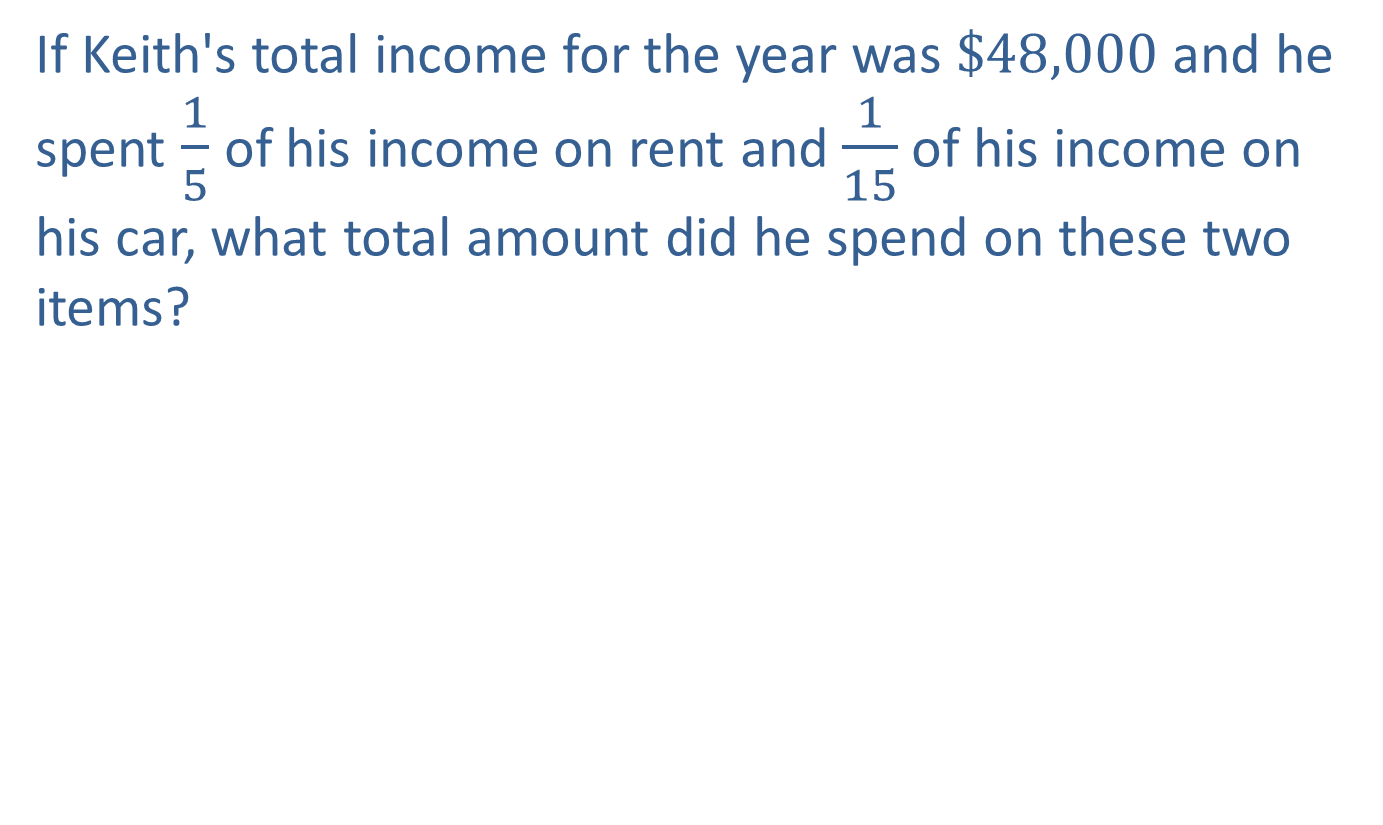 If Keith's total income for the year was $48,000 and he
spent 1/5 of his income on rent and 1/15 of his income on
his car, what total amount did he spend on these two
items?